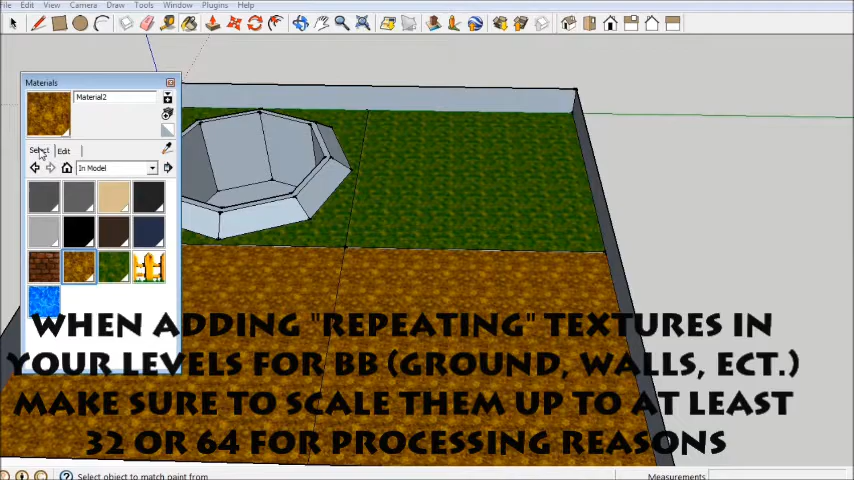 File Edit View Camera Draw Tools Window Plugins Help
Materials
Material2
Select Edit
In Model
WHEN ADDING "REPEATING" TEXTURES IN
YOUR LEVELS FOR BB (GROUND, WALLS, ECT.)
MAKE SURE TO SCALE THEM UP TO AT LEAST
32 OR 64 FOR PROCESSING REASONS
Select object to match paint from
Measurements